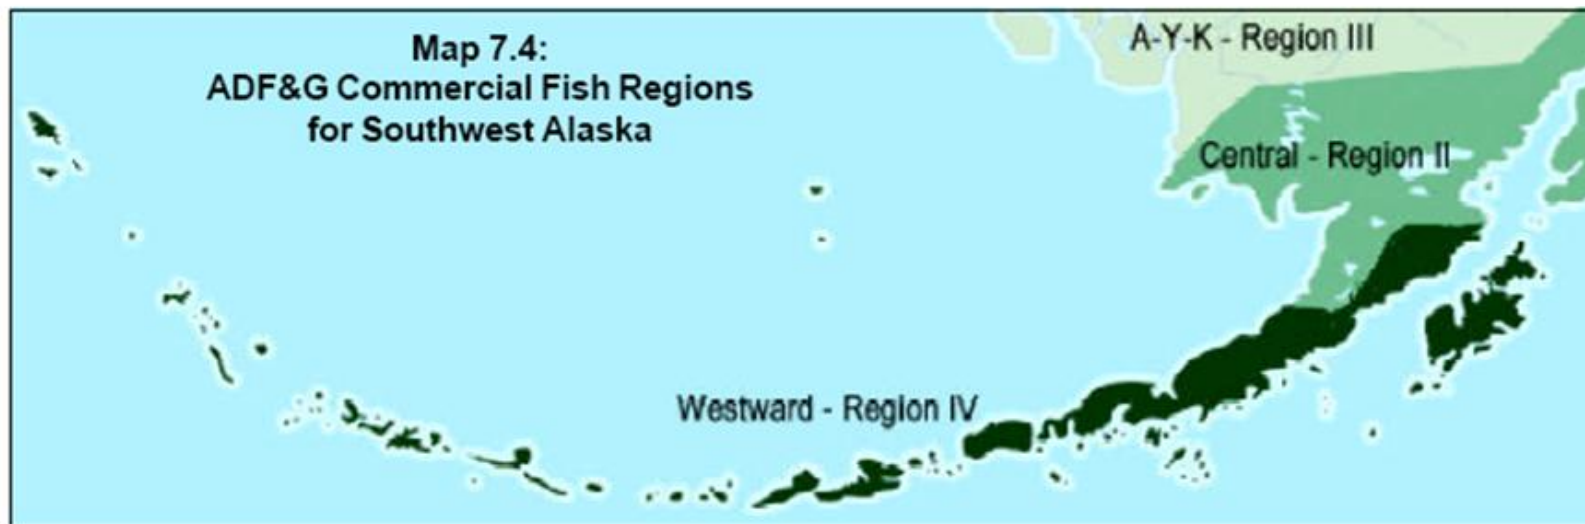 Map 7.4:
ADF&G Commercial Fish Regions
for Southwest Alaska
A-Y-K - Region III
Central - Region II
Westward - Region IV